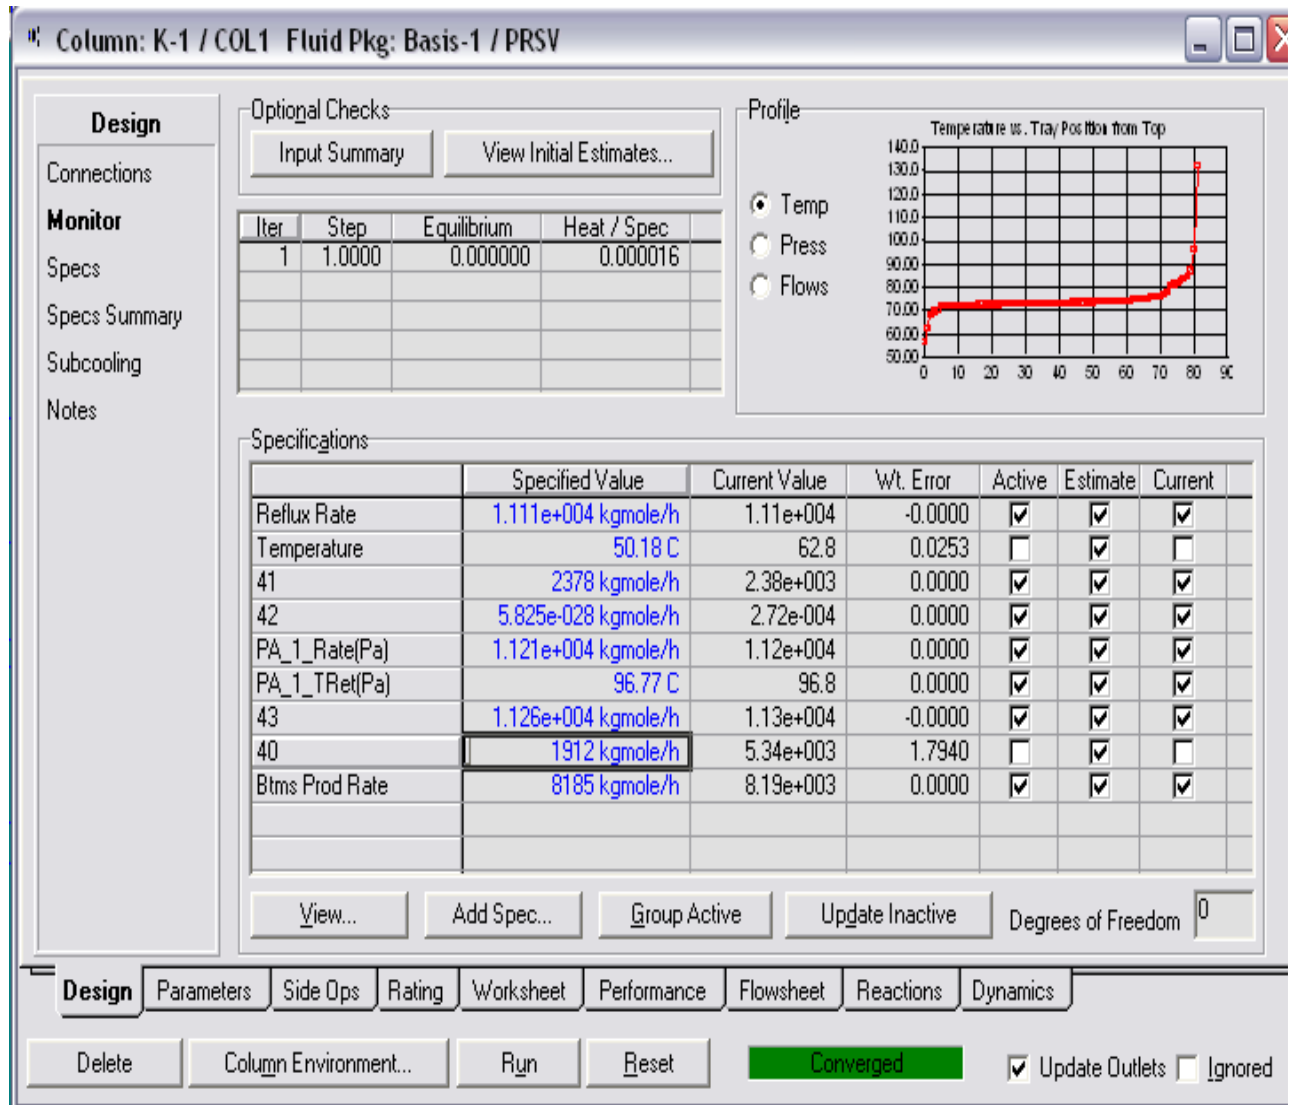 Column: K-1 / COL1 Fluid Pkg: Basis-1 / PRSV
Design
Connections
Monitor
Specs
Specs Summary
Subcooling
Notes
Optional Checks
Input Summary View Initial Estimates...
Iter Step Equilibrium Heat / Spec
1 1.0000 0.000000 0.000016
Profile
Temp
Press
Flows
Temperature vs. Tray Position from Top
140.0
130.0
120.0
110.0
100.0
90.00
80.00
70.00
60.00
50.00
0 10 20 30 40 50 60 70 80 90
Specifications
Specified Value Current Value Wt. Error Active Estimate Current
Reflux Rate 1.111e+004 kgmole/h 1.11e+004 -0.0000
Temperature 50.18 C 62.8 0.0253
41 2378 kgmole/h 2.38e+003 0.0000
42 5.825e-028 kgmole/h 2.72e-004 0.0000
PA_1_Rate(Pa) 1.121e+004 kgmole/h 1.12e+004 0.0000
PA_1_TRet(Pa) 96.77 C 96.8 0.0000
43 1.126e+004 kgmole/h 1.13e+004 -0.0000
40 1912 kgmole/h 5.34e+003 1.7940
Btms Prod Rate 8185 kgmole/h 8.19e+003 0.0000
View... Add Spec... Group Active Update Inactive Degrees of Freedom 0
Design Parameters Side Ops Rating Worksheet Performance Flowsheet Reactions Dynamics
Delete Column Environment... Run Reset Converged Update Outlets Ignored